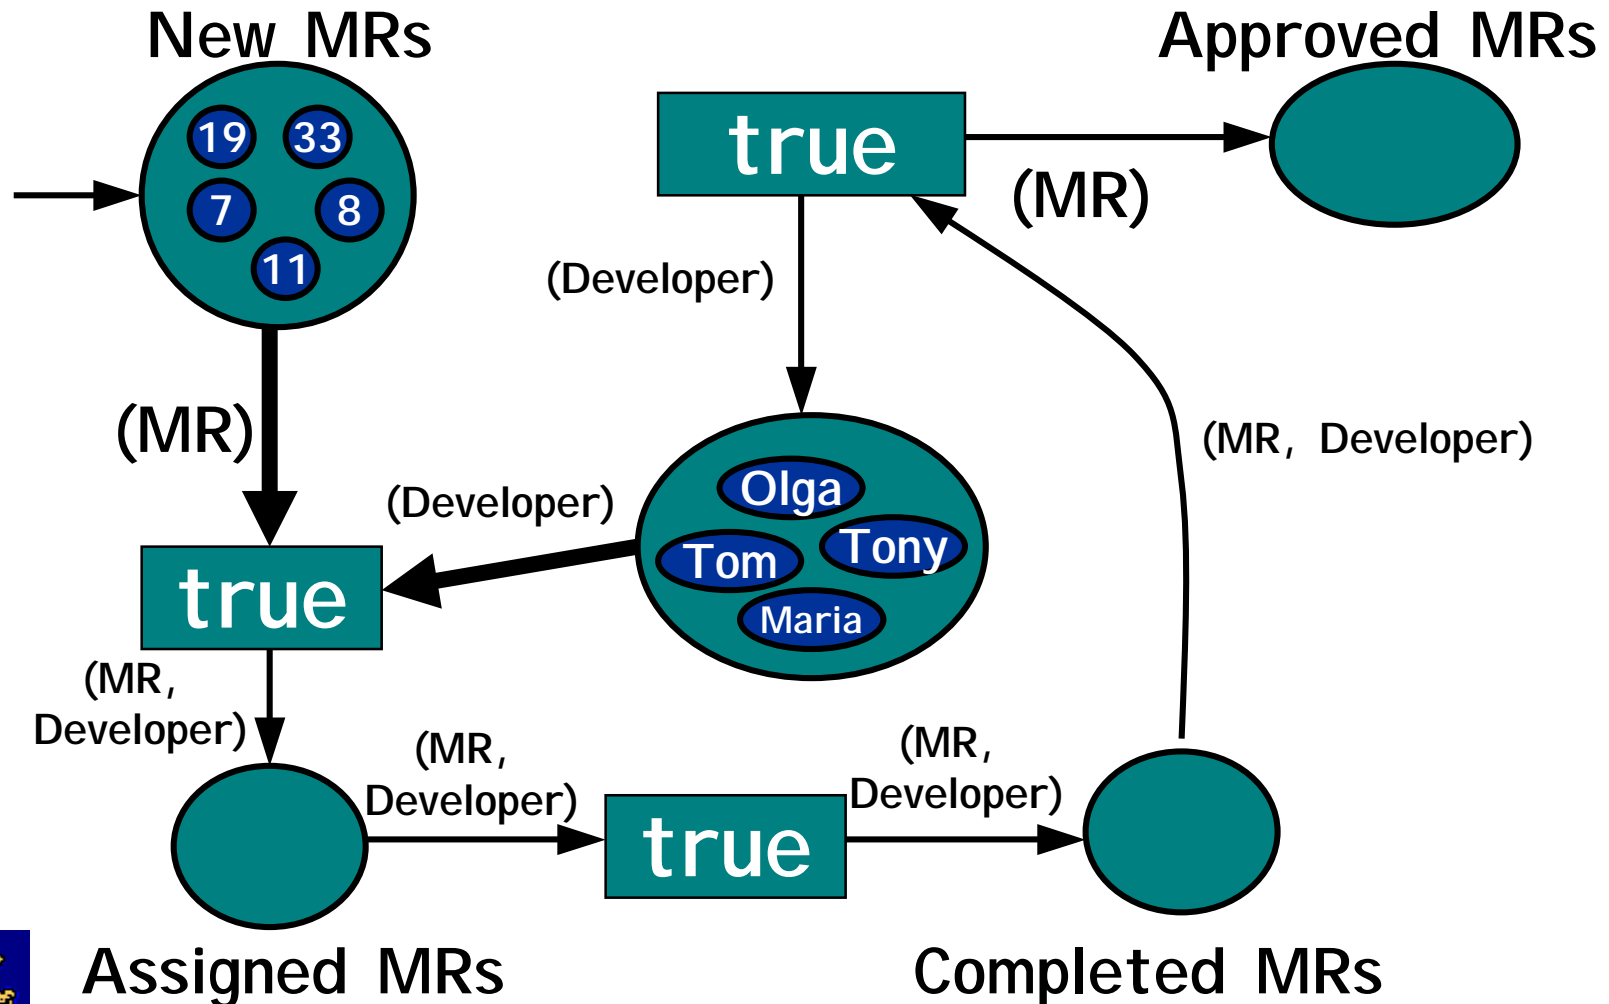 New MRs
Approved MRs
19
33
7
8
11
true
(MR)
(Developer)
(MR)
(MR, Developer)
(Developer)
Olga
Tom
Tony
Maria
true
(MR,
Developer)
(MR,
Developer)
(MR,
Developer)
true
Assigned MRs
Completed MRs